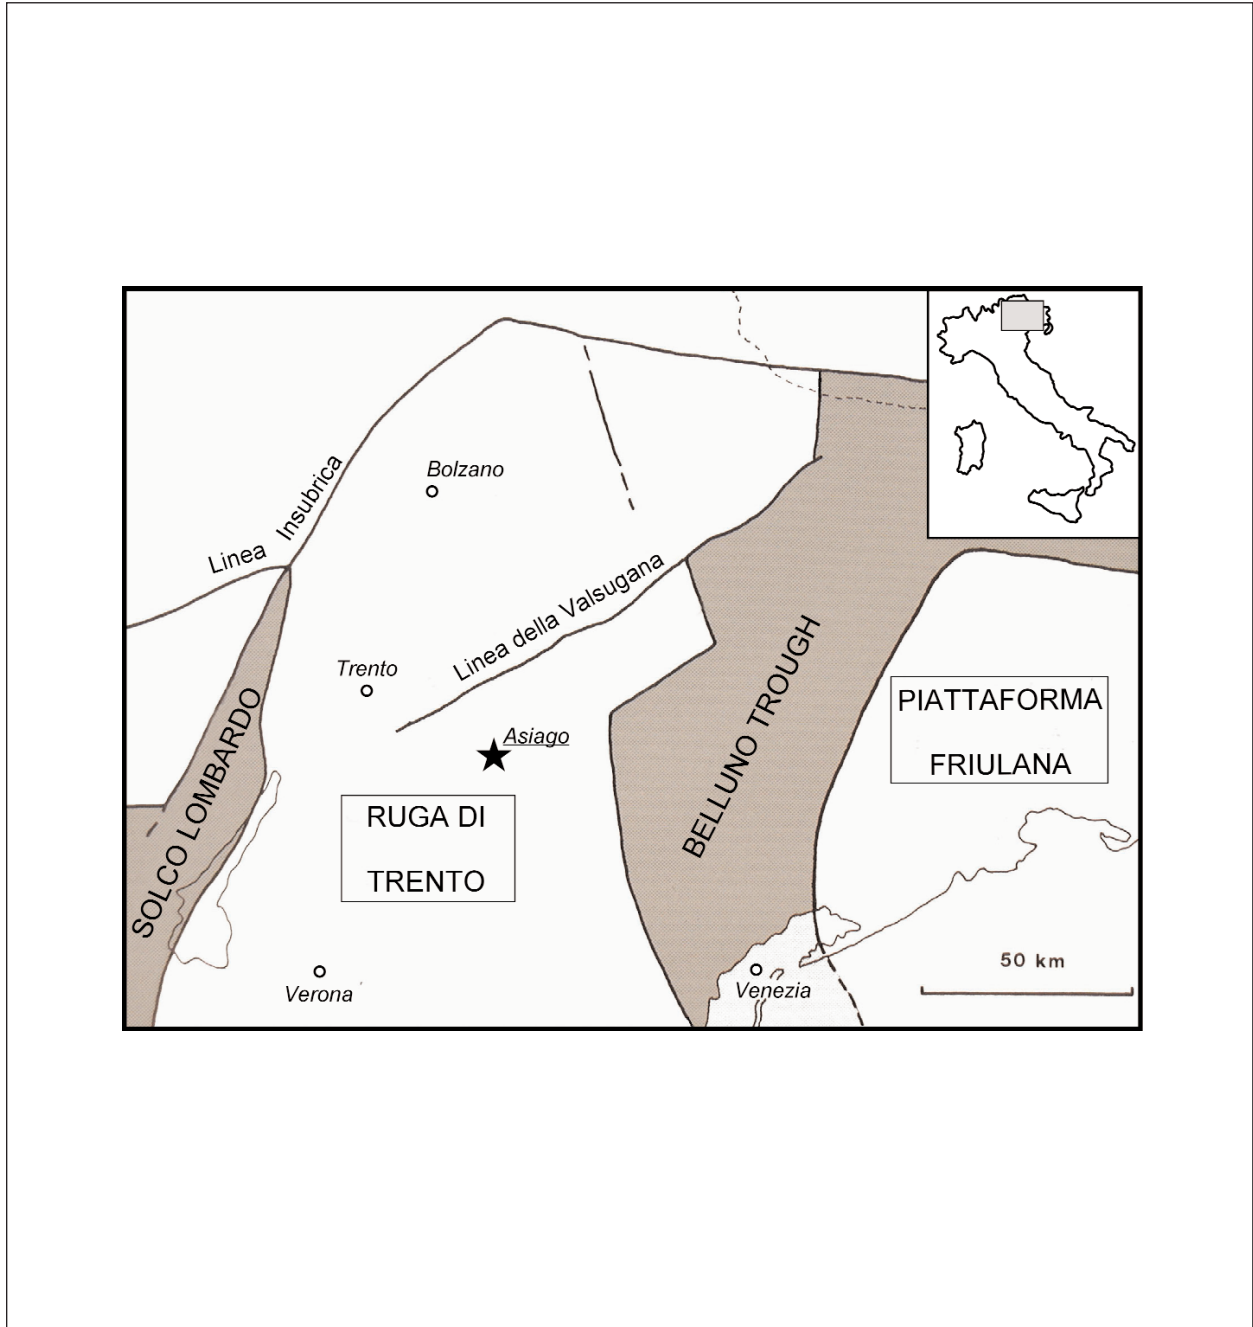 Bolzano
Linea Insubrica
Linea della Valsugana
Trento
Asiago
PIATTAFORMA
FRIULANA
SOLCO LOMBARDO
BELLUNO TROUGH
RUGA DI
TRENTO
50 km
Verona
Venezia